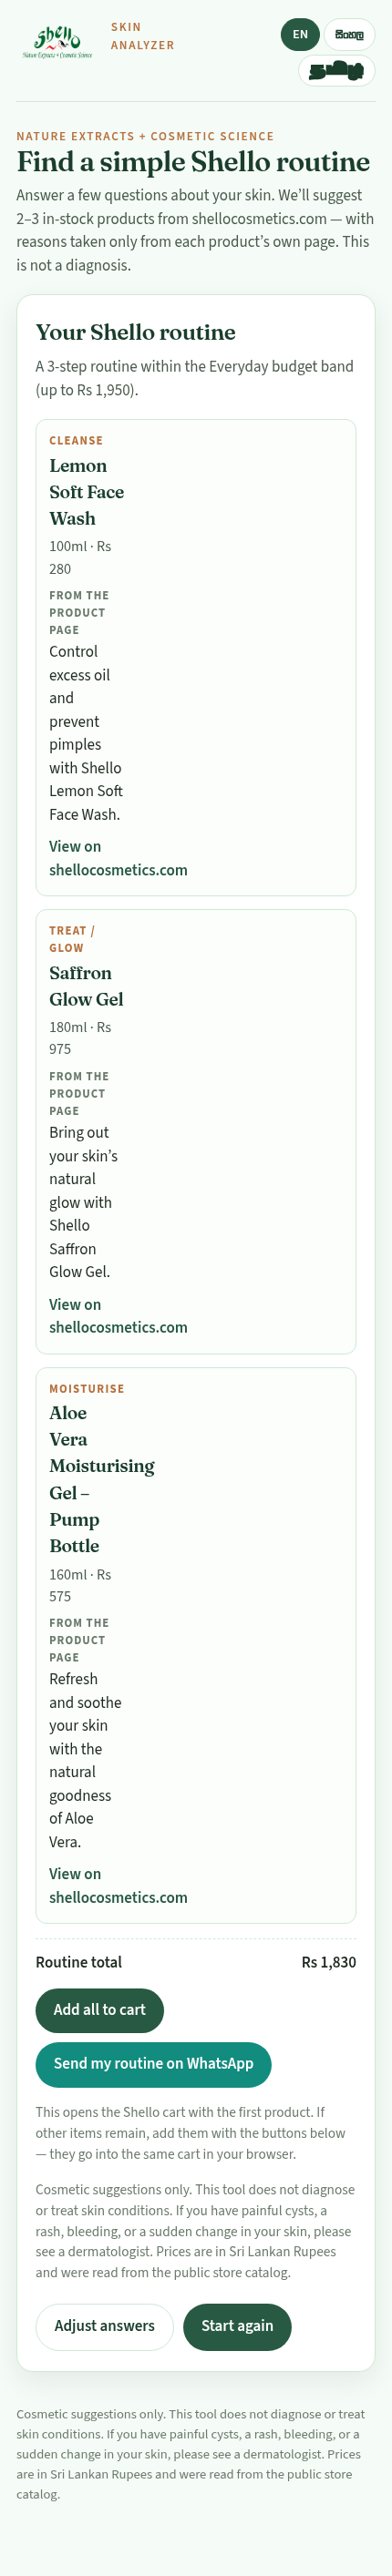 Shello
Nature Extracts + Cosmetic Science
SKIN
ANALYZER
EN
සිංහල
NATURE EXTRACTS + COSMETIC SCIENCE
Find a simple Shello routine
Answer a few questions about your skin. We’ll suggest
2–3 in-stock products from shellocosmetics.com — with
reasons taken only from each product’s own page. This
is not a diagnosis.
Your Shello routine
A 3-step routine within the Everyday budget band
(up to Rs 1,950).
CLEANSE
Lemon
Soft Face
Wash
100ml · Rs
280
FROM THE
PRODUCT
PAGE
Control
excess oil
and
prevent
pimples
with Shello
Lemon Soft
Face Wash.
View on
shellocosmetics.com
TREAT /
GLOW
Saffron
Glow Gel
180ml · Rs
975
FROM THE
PRODUCT
PAGE
Bring out
your skin’s
natural
glow with
Shello
Saffron
Glow Gel.
View on
shellocosmetics.com
MOISTURISE
Aloe
Vera
Moisturising
Gel –
Pump
Bottle
160ml · Rs
575
FROM THE
PRODUCT
PAGE
Refresh
and soothe
your skin
with the
natural
goodness
of Aloe
Vera.
View on
shellocosmetics.com
Routine total Rs 1,830
Add all to cart
Send my routine on WhatsApp
This opens the Shello cart with the first product. If
other items remain, add them with the buttons below
— they go into the same cart in your browser.
Cosmetic suggestions only. This tool does not diagnose
or treat skin conditions. If you have painful cysts, a
rash, bleeding, or a sudden change in your skin, please
see a dermatologist. Prices are in Sri Lankan Rupees
and were read from the public store catalog.
Adjust answers Start again
Cosmetic suggestions only. This tool does not diagnose or treat
skin conditions. If you have painful cysts, a rash, bleeding, or a
sudden change in your skin, please see a dermatologist. Prices
are in Sri Lankan Rupees and were read from the public store
catalog.